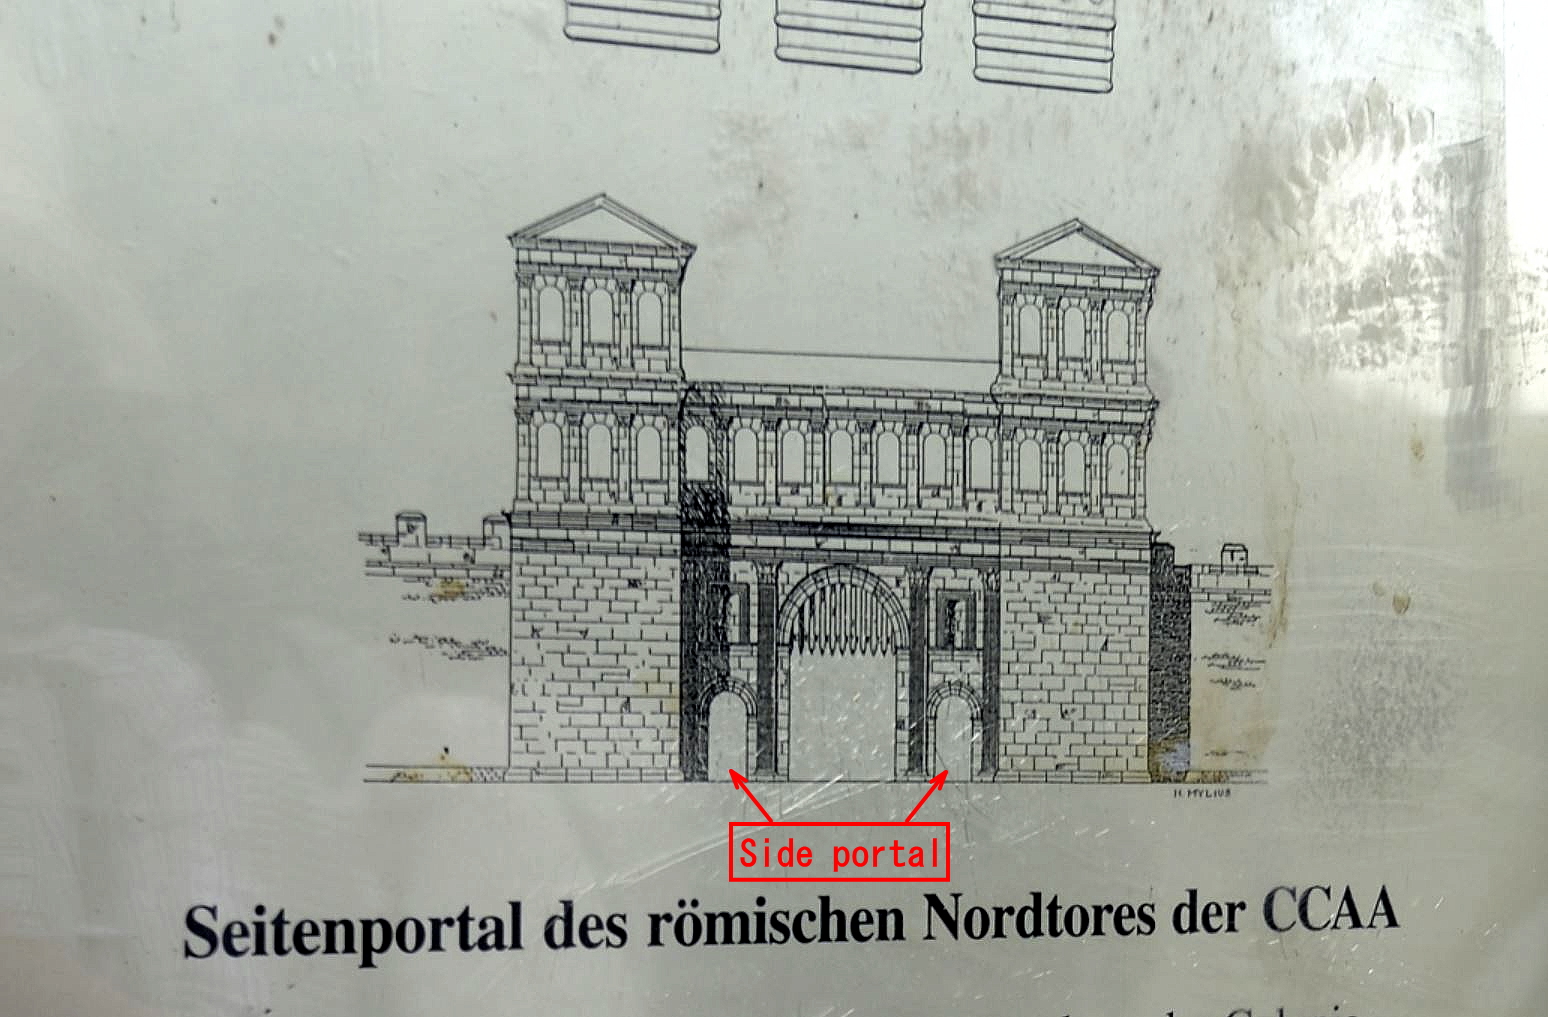 H. MYLIUS
Side portal
Seitenportal des römischen Nordtores der CCAA